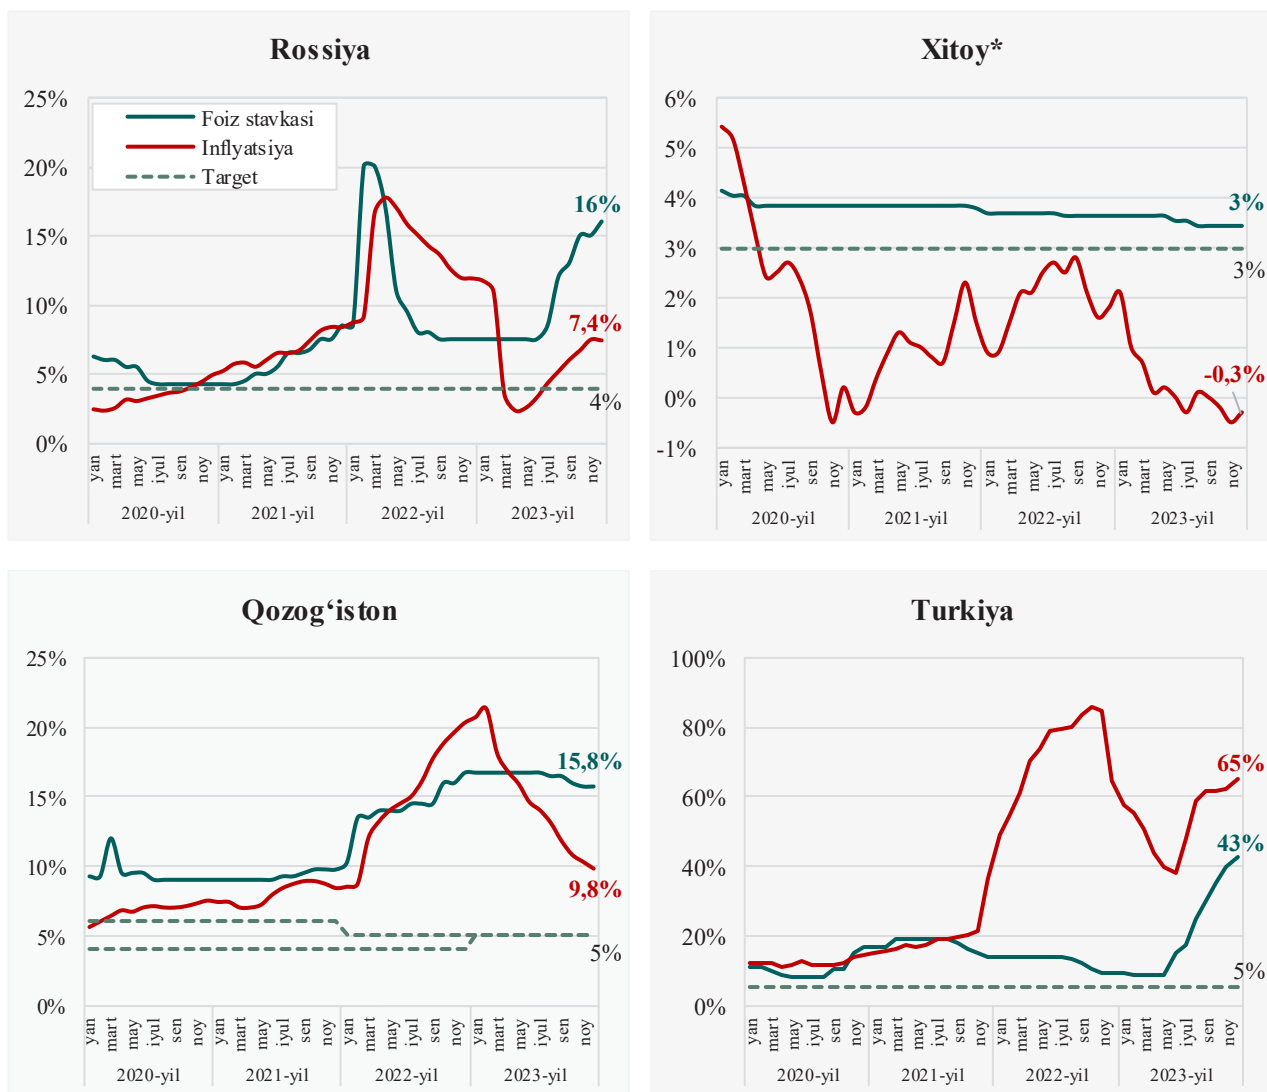 Rossiya
25%
20%
15%
10%
5%
0%
Foiz stavkasi
Inflyatsiya
Target
16%
7,4%
4%
yan mart may iyul sen noy yan mart may iyul sen noy yan mart may iyul sen noy yan mart may iyul sen noy
2020-yil 2021-yil 2022-yil 2023-yil
Xitoy*
6%
5%
4%
3%
2%
1%
0%
-1%
3%
3%
-0,3%
yan mart may iyul sen noy yan mart may iyul sen noy yan mart may iyul sen noy yan mart may iyul sen noy
2020-yil 2021-yil 2022-yil 2023-yil
Qozog‘iston
25%
20%
15%
10%
5%
0%
15,8%
9,8%
5%
yan mart may iyul sen noy yan mart may iyul sen noy yan mart may iyul sen noy yan mart may iyul sen noy
2020-yil 2021-yil 2022-yil 2023-yil
Turkiya
100%
80%
60%
40%
20%
0%
65%
43%
5%
yan mart may iyul sen noy yan mart may iyul sen noy yan mart may iyul sen noy yan mart may iyul sen noy
2020-yil 2021-yil 2022-yil 2023-yil